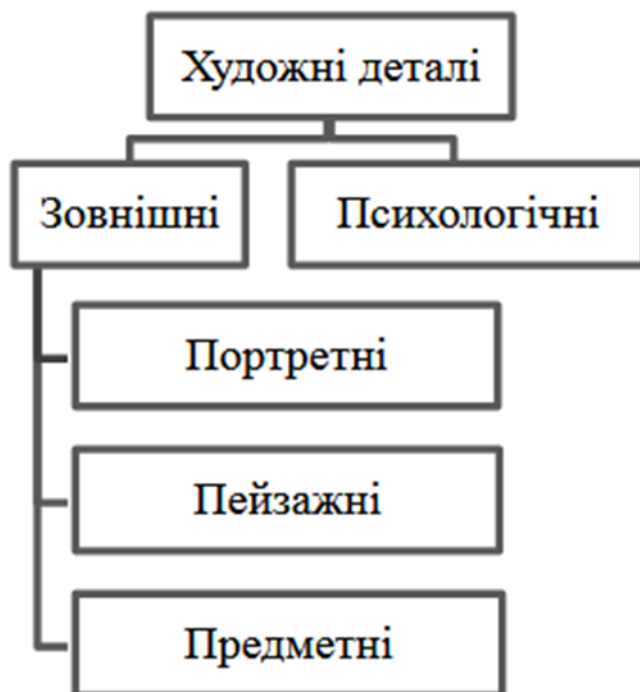 Художні деталі
Зовнішні
Психологічні
Портретні
Пейзажні
Предметні